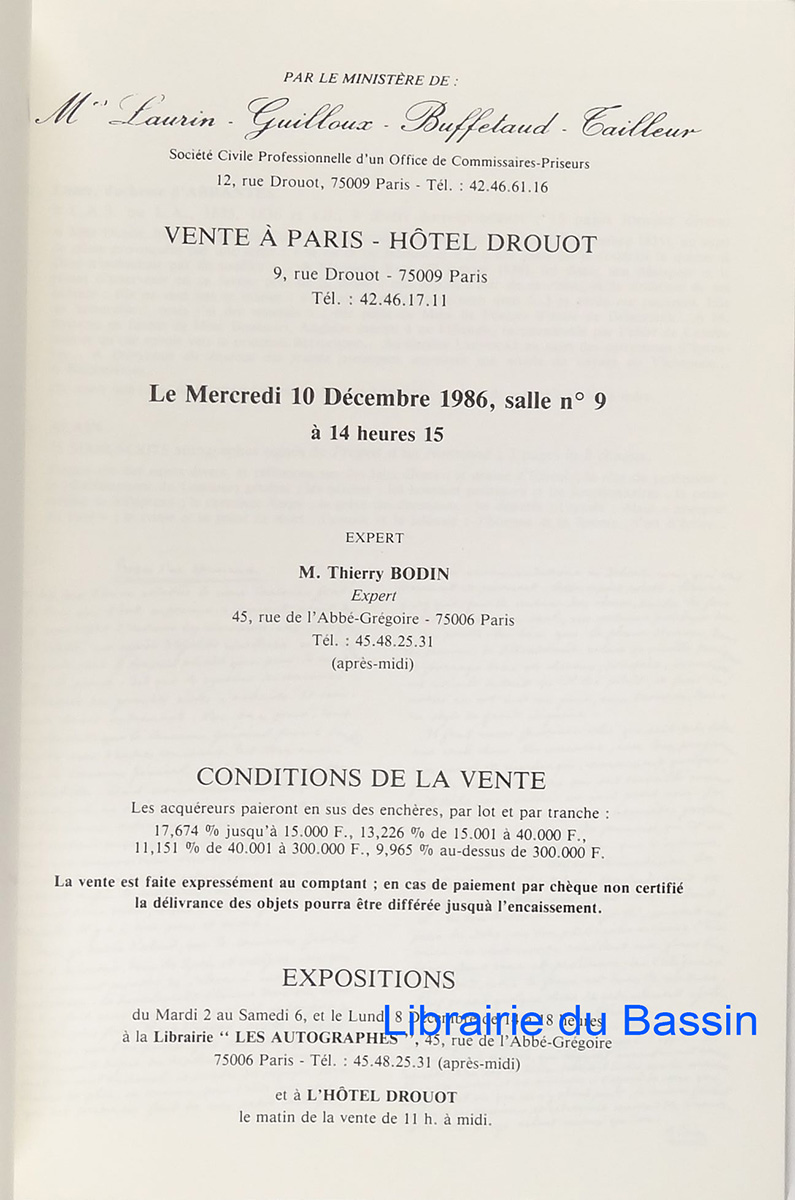 PAR LE MINISTÈRE DE :
Mes Laurin - Guilloux - Buffetaud - Tailleur
Société Civile Professionnelle d'un Office de Commissaires-Priseurs
12, rue Drouot, 75009 Paris - Tél. : 42.46.61.16
VENTE À PARIS - HÔTEL DROUOT
9, rue Drouot - 75009 Paris
Tél. : 42.46.17.11
Le Mercredi 10 Décembre 1986, salle n° 9
à 14 heures 15
EXPERT
M. Thierry BODIN
Expert
45, rue de l'Abbé-Grégoire - 75006 Paris
Tél. : 45.48.25.31
(après-midi)
CONDITIONS DE LA VENTE
Les acquéreurs paieront en sus des enchères, par lot et par tranche :
17,674 % jusqu'à 15.000 F., 13,226 % de 15.001 à 40.000 F.,
11,151 % de 40.001 à 300.000 F., 9,965 % au-dessus de 300.000 F.
La vente est faite expressément au comptant ; en cas de paiement par chèque non certifié
la délivrance des objets pourra être différée jusquà l'encaissement.
EXPOSITIONS
du Mardi 2 au Samedi 6, et le Lundi 8 Décembre de 18 heures
Librairie du Bassin
à la Librairie " LES AUTOGRAPHES ", 45, rue de l'Abbé-Grégoire
75006 Paris - Tél. : 45.48.25.31 (après-midi)
et à L'HÔTEL DROUOT
le matin de la vente de 11 h. à midi.